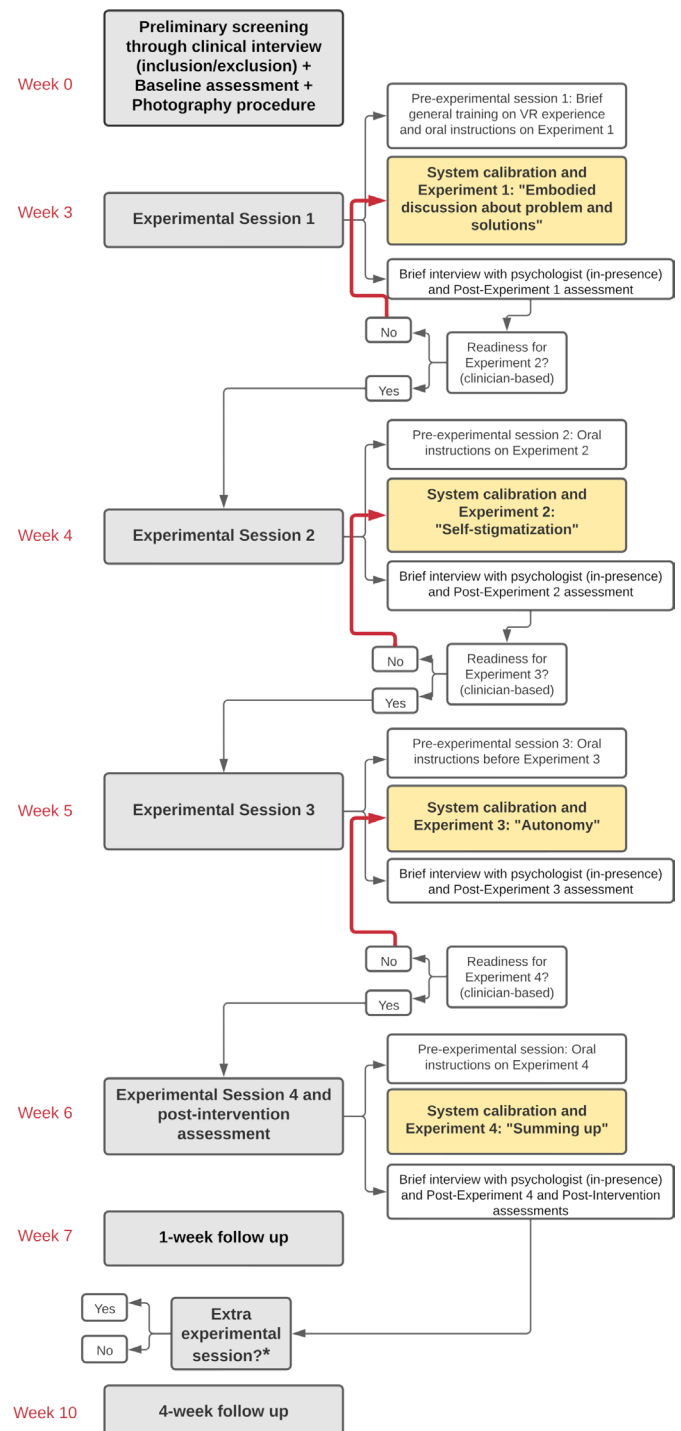 Week 0
Preliminary screening
through clinical interview
(inclusion/exclusion) +
Baseline assessment +
Photography procedure
Pre-experimental session 1: Brief
general training on VR experience
and oral instructions on Experiment 1
Week 3
Experimental Session 1
System calibration and
Experiment 1: "Embodied
discussion about problem and
solutions"
Brief interview with psychologist (in-presence)
and Post-Experiment 1 assessment
No
Yes
Readiness for
Experiment 2?
(clinician-based)
Pre-experimental session 2: Oral
instructions on Experiment 2
Week 4
Experimental Session 2
System calibration and
Experiment 2:
"Self-stigmatization"
Brief interview with psychologist (in-presence)
and Post-Experiment 2 assessment
No
Yes
Readiness for
Experiment 3?
(clinician-based)
Pre-experimental session 3: Oral
instructions before Experiment 3
Week 5
Experimental Session 3
System calibration and
Experiment 3: "Autonomy"
Brief interview with psychologist (in-presence)
and Post-Experiment 3 assessment
No
Yes
Readiness for
Experiment 4?
(clinician-based)
Pre-experimental session: Oral
instructions on Experiment 4
Week 6
Experimental Session 4 and
post-intervention
assessment
System calibration and
Experiment 4: "Summing up"
Brief interview with psychologist (in-presence)
and Post-Experiment 4 and Post-Intervention
assessments
Week 7
1-week follow up
Yes
No
Extra
experimental
session?*
Week 10
4-week follow up